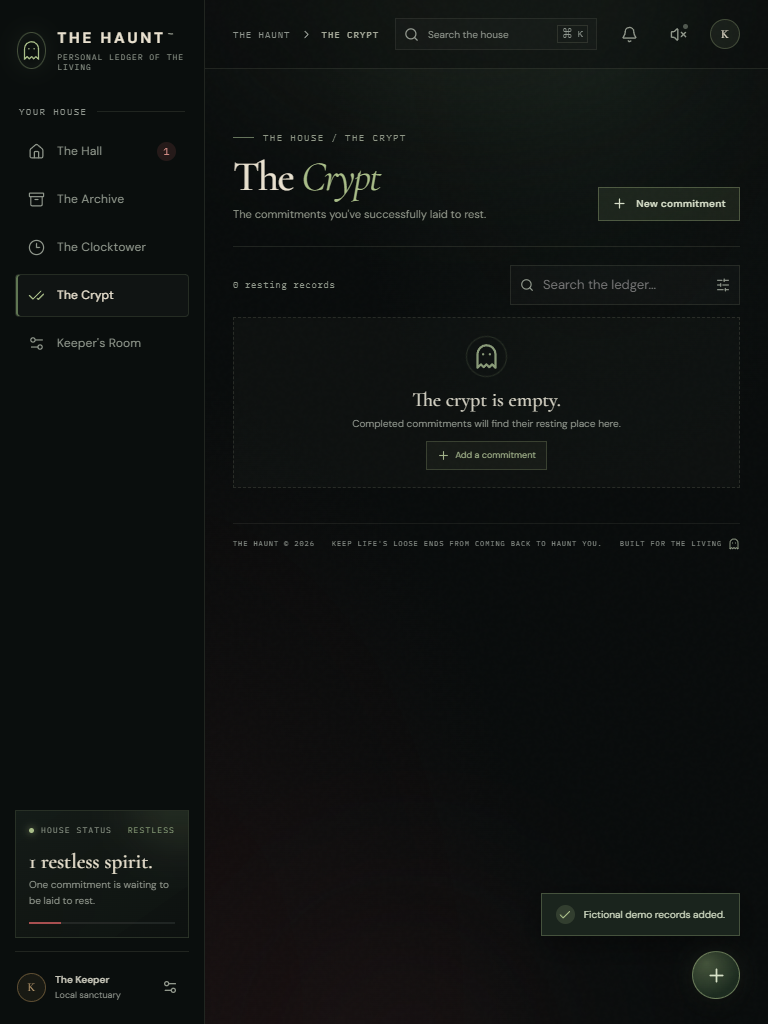 THE HAUNT™
PERSONAL LEDGER OF THE
LIVING
YOUR HOUSE
The Hall
1
The Archive
The Clocktower
The Crypt
Keeper's Room
HOUSE STATUS
RESTLESS
1 restless spirit.
One commitment is waiting to
be laid to rest.
K
The Keeper
Local sanctuary
THE HAUNT > THE CRYPT
Search the house
⌘ K
K
THE HOUSE / THE CRYPT
The Crypt
The commitments you've successfully laid to rest.
New commitment
0 resting records
Search the ledger...
The crypt is empty.
Completed commitments will find their resting place here.
Add a commitment
THE HAUNT © 2026
KEEP LIFE'S LOOSE ENDS FROM COMING BACK TO HAUNT YOU.
BUILT FOR THE LIVING
Fictional demo records added.